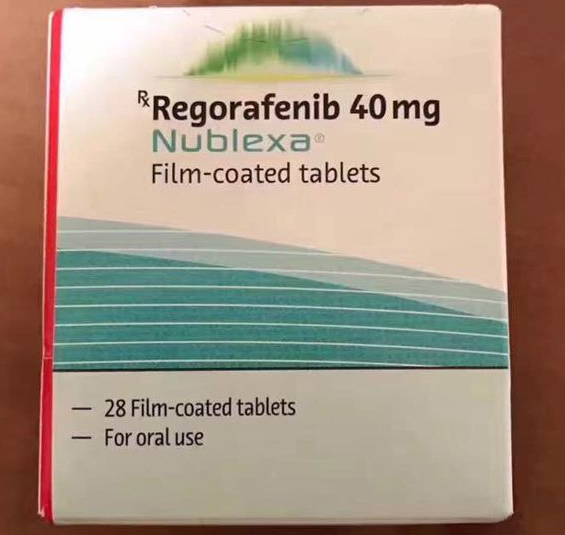 ℞ Regorafenib 40 mg
Nublexa®
Film-coated tablets
— 28 Film-coated tablets
— For oral use